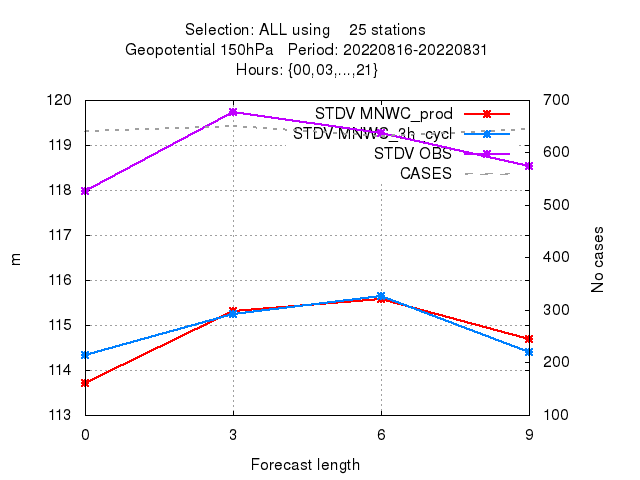 Selection: ALL using    25 stations
Geopotential 150hPa   Period: 20220816-20220831
Hours: {00,03,...,21}
120
119
118
117
116
115
114
113
m
STDV MNWC_prod
STDV MNWC_3h_cycl
STDV OBS
CASES
700
600
500
400
300
200
100
No cases
0 3 6 9
Forecast length